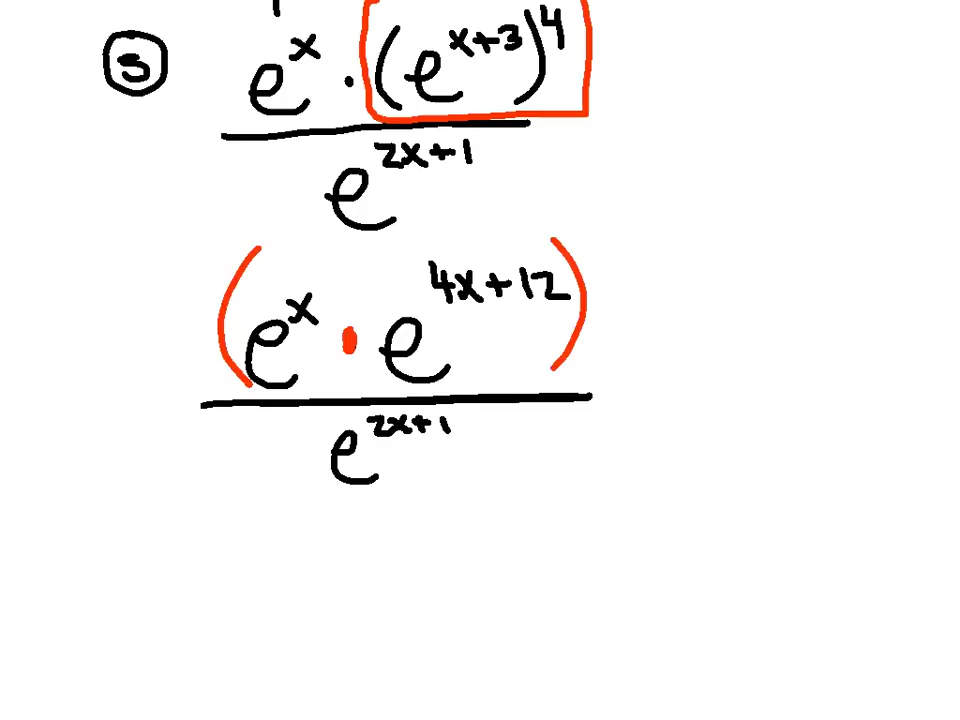 ③ e^x · (e^{x+3})^4
e^{2x+1}
(e^x · e^{4x+12})
e^{2x+1}